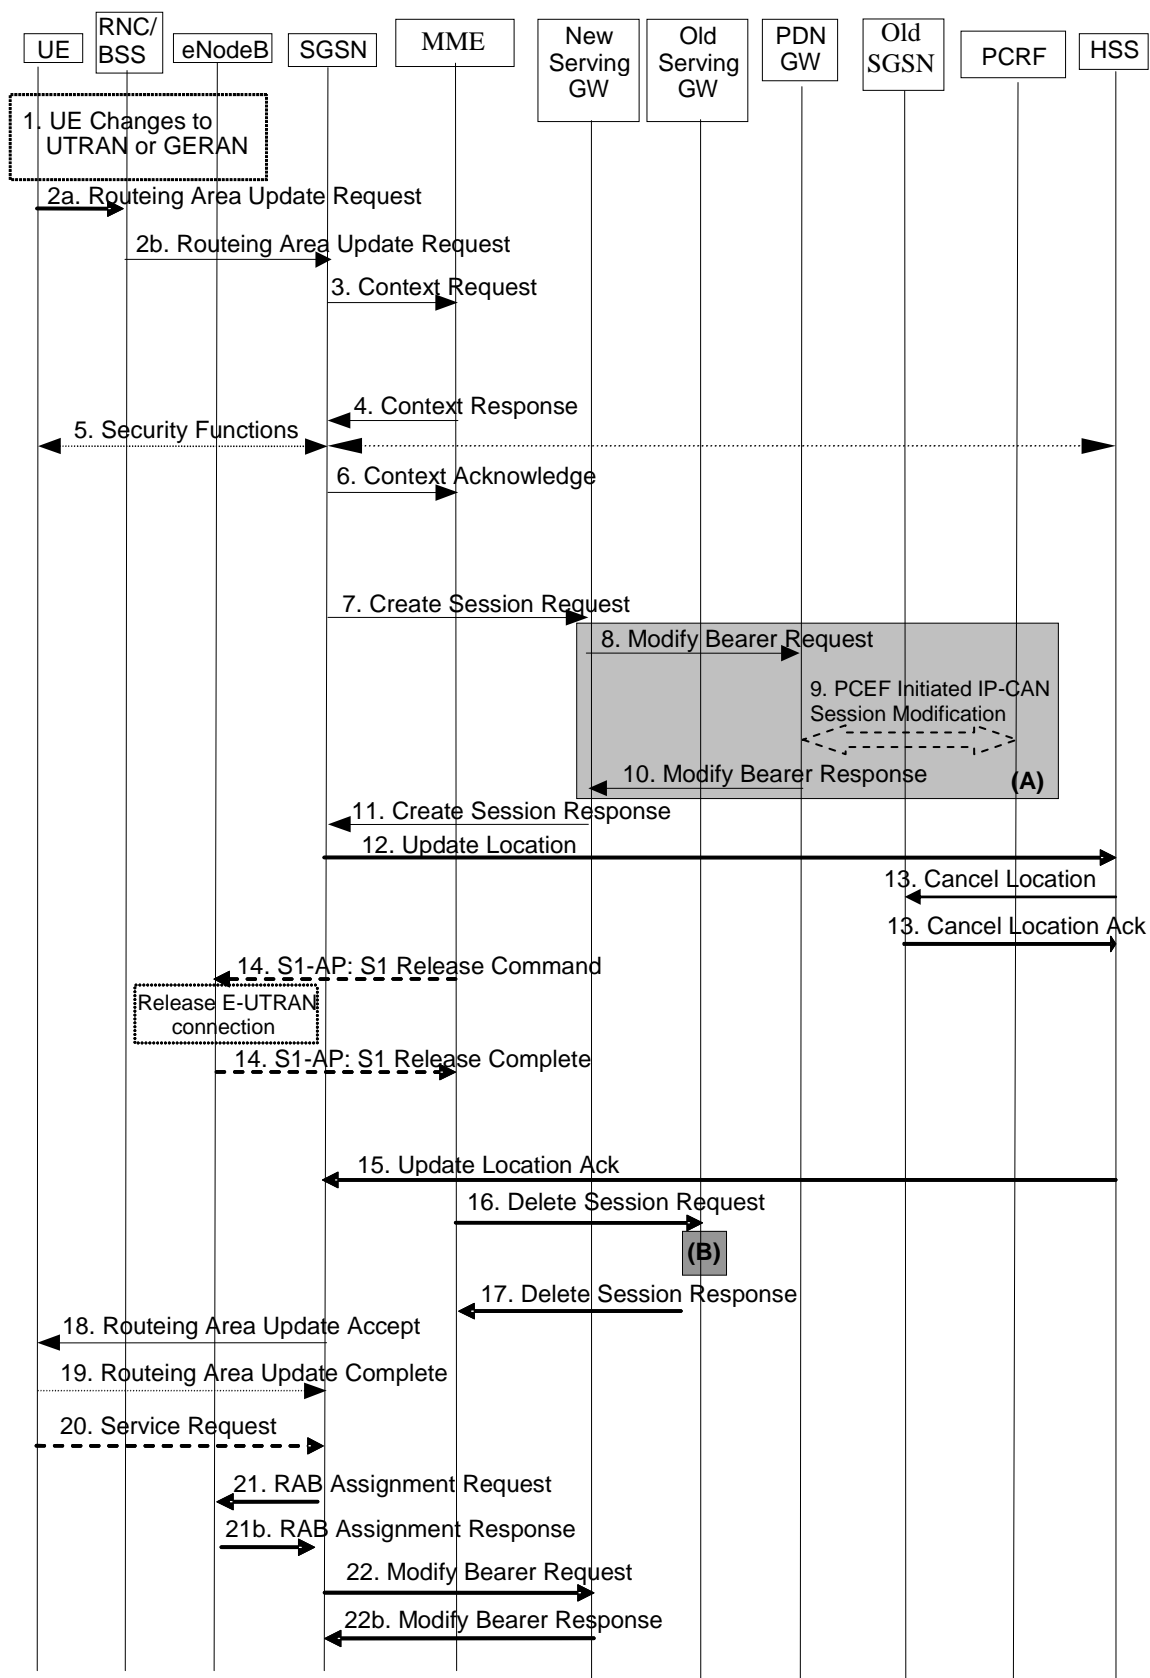 UE
RNC/
BSS
eNodeB
SGSN
MME
New
Serving
GW
Old
Serving
GW
PDN
GW
Old
SGSN
PCRF
HSS
1. UE Changes to
UTRAN or GERAN
2a. Routeing Area Update Request
2b. Routeing Area Update Request
3. Context Request
4. Context Response
5. Security Functions
6. Context Acknowledge
7. Create Session Request
8. Modify Bearer Request
9. PCEF Initiated IP-CAN
Session Modification
10. Modify Bearer Response
(A)
11. Create Session Response
12. Update Location
13. Cancel Location
13. Cancel Location Ack
14. S1-AP: S1 Release Command
Release E-UTRAN
connection
14. S1-AP: S1 Release Complete
15. Update Location Ack
16. Delete Session Request
(B)
17. Delete Session Response
18. Routeing Area Update Accept
19. Routeing Area Update Complete
20. Service Request
21. RAB Assignment Request
21b. RAB Assignment Response
22. Modify Bearer Request
22b. Modify Bearer Response